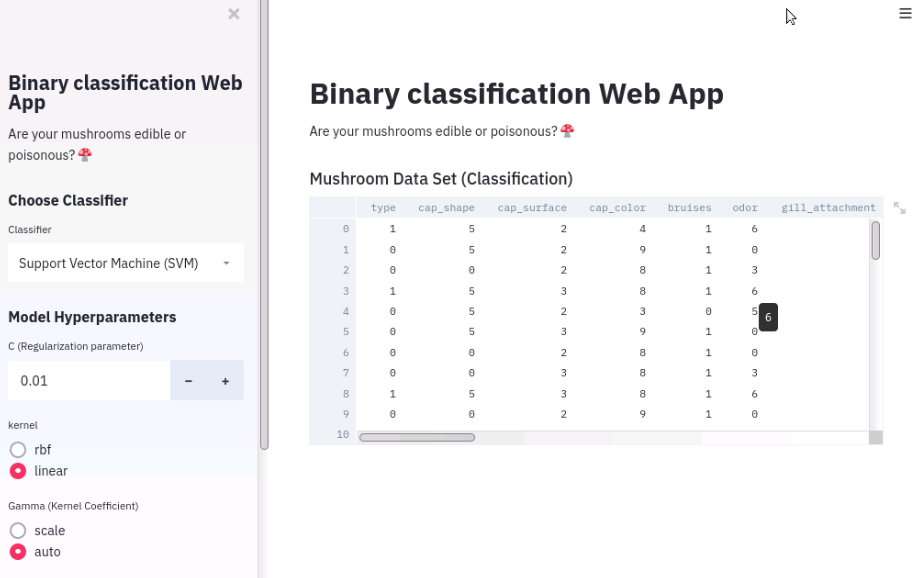 ×
Binary classification Web
App
Are your mushrooms edible or
poisonous? 🍄
Choose Classifier
Classifier
Support Vector Machine (SVM)
Model Hyperparameters
C (Regularization parameter)
0.01 − +
kernel
rbf
linear
Gamma (Kernel Coefficient)
scale
auto
Binary classification Web App
Are your mushrooms edible or poisonous? 🍄
Mushroom Data Set (Classification)
type cap_shape cap_surface cap_color bruises odor gill_attachment
0 1 5 2 4 1 6
1 0 5 2 9 1 0
2 0 0 2 8 1 3
3 1 5 3 8 1 6
4 0 5 2 3 0 5
6
5 0 5 3 9 1 0
6 0 0 2 8 1 0
7 0 0 3 8 1 3
8 1 5 3 8 1 6
9 0 0 2 9 1 0
10